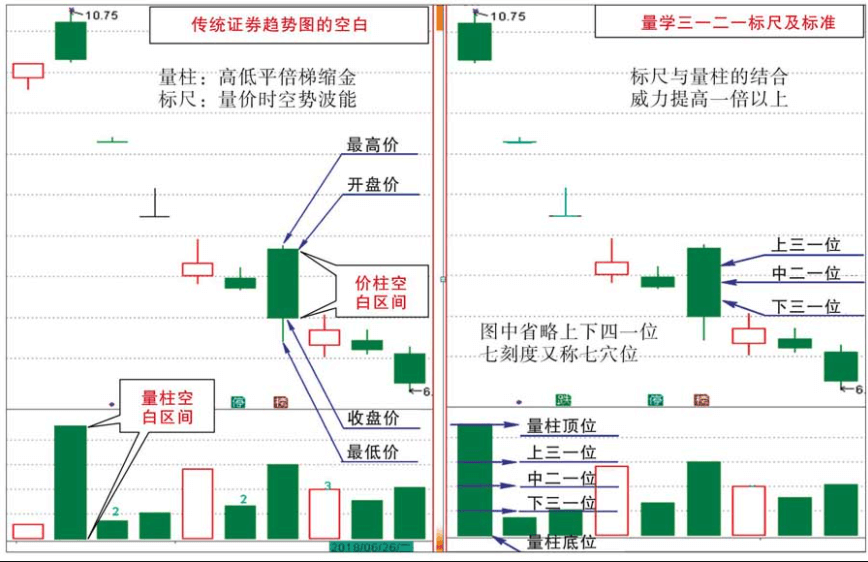 10.75
传统证券趋势图的空白
量柱：高低平倍梯缩金
标尺：量价时空势波能
最高价
开盘价
价柱空
白区间
6.
停
稳
量柱空
白区间
收盘价
最低价
2
2
3
2018/06/26/二
10.75
量学三一二一标尺及标准
标尺与量柱的结合
威力提高一倍以上
上三一位
中二一位
下三一位
图中省略上下四一位
七刻度又称七穴位
6.
跌
停
稳
量柱顶位
上三一位
中二一位
下三一位
量柱底位